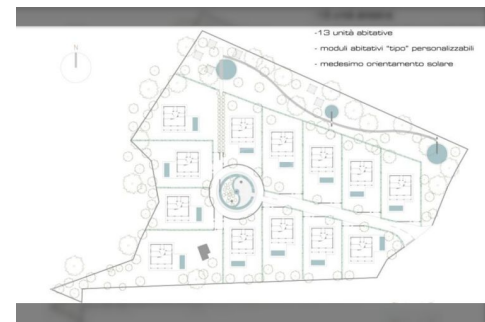 -13 unità abitative
- moduli abitativi "tipo" personalizzabili
- medesimo orientamento solare
N